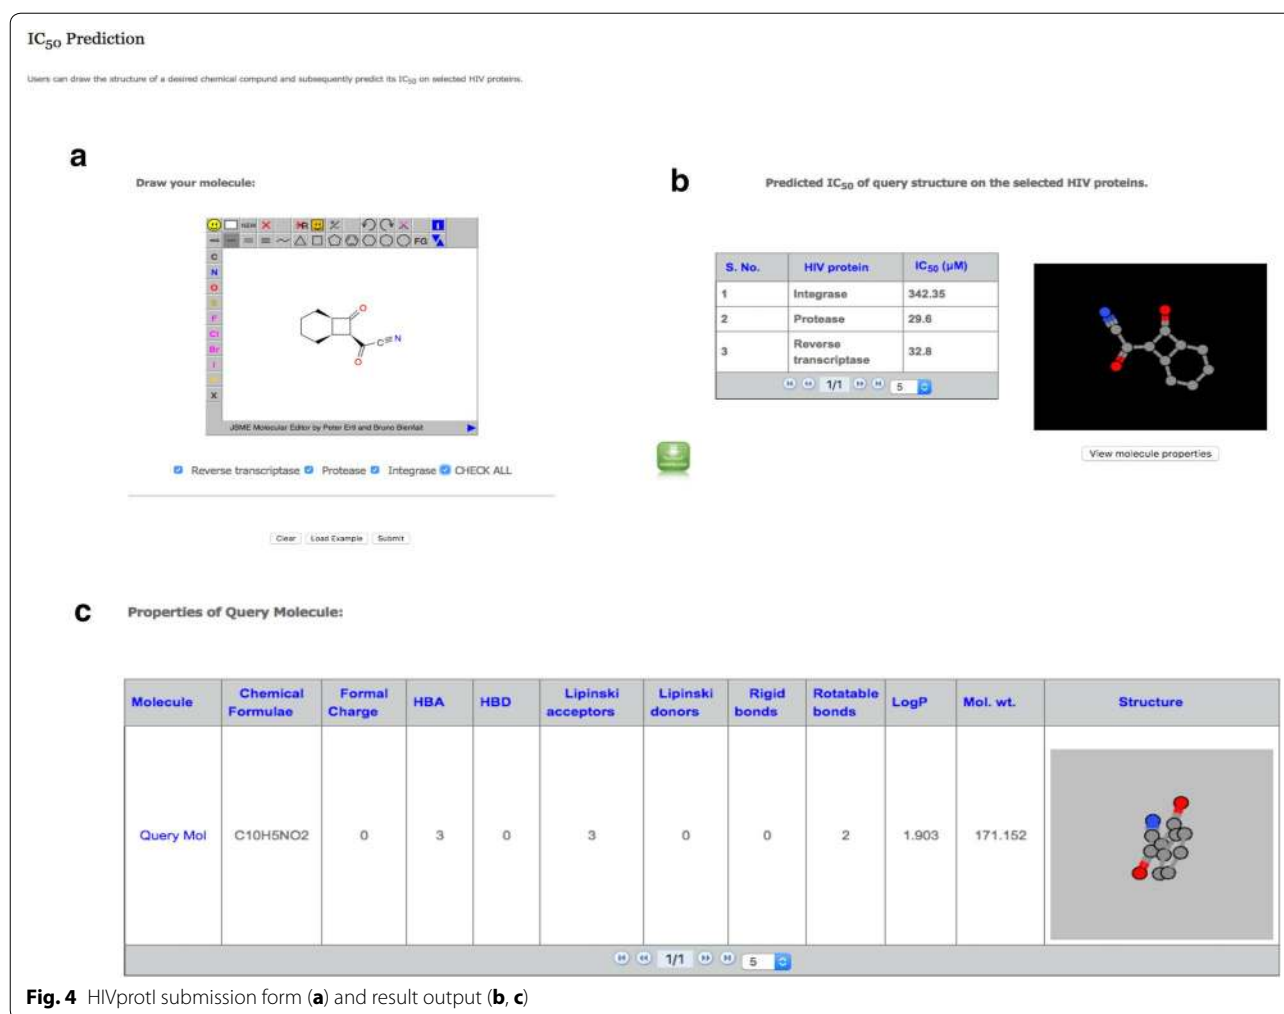 IC50 Prediction
Users can draw the structure of a desired chemical compund and subsequently predict its IC50 on selected HIV proteins.
a
Draw your molecule:
NEW
FG
C
N
O
F
Cl
Br
I
X
O
O
C≡N
JSME Molecular Editor by Peter Ertl and Bruno Bienfait
Reverse transcriptase Protease Integrase CHECK ALL
Clear Load Example Submit
b
Predicted IC50 of query structure on the selected HIV proteins.
S. No. HIV protein IC50 (µM)
1 Integrase 342.35
2 Protease 29.6
3 Reverse transcriptase 32.8
1/1 5
View molecule properties
c
Properties of Query Molecule:
Molecule Chemical Formulae Formal Charge HBA HBD Lipinski acceptors Lipinski donors Rigid bonds Rotatable bonds LogP Mol. wt. Structure
Query Mol C10H5NO2 0 3 0 3 0 0 2 1.903 171.152
1/1 5
Fig. 4 HIVprotI submission form (a) and result output (b, c)